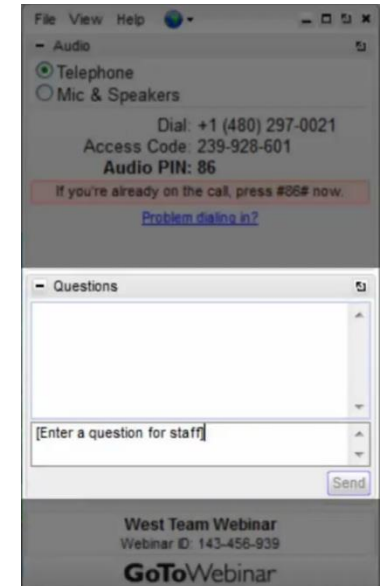 File View Help
Audio
Telephone
Mic & Speakers
Dial: +1 (480) 297-0021
Access Code: 239-928-601
Audio PIN: 86
If you're already on the call, press #86# now.
Problem dialing in?
Questions
[Enter a question for staff]
Send
West Team Webinar
Webinar ID: 143-456-939
GoToWebinar